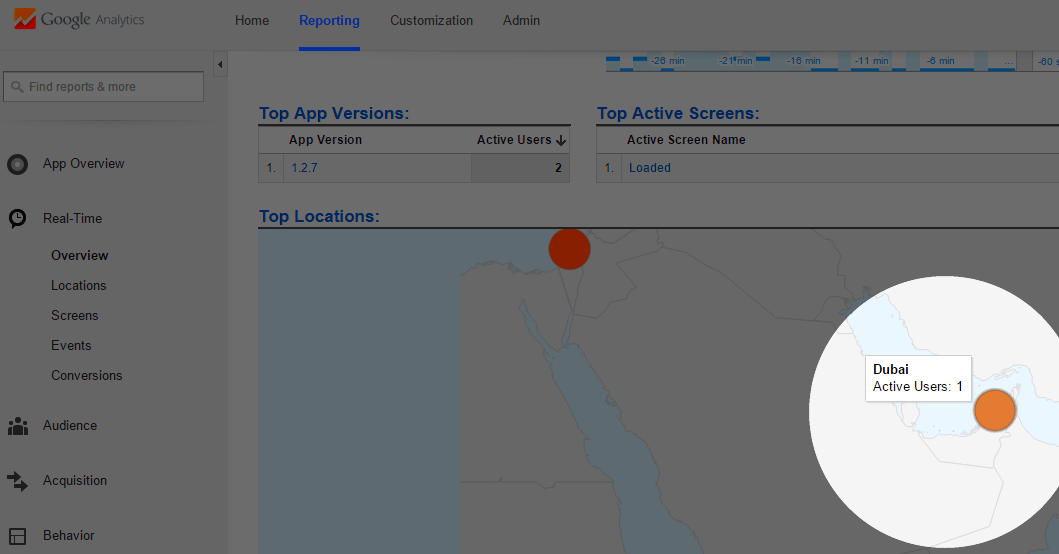 Google Analytics
Home
Reporting
Customization
Admin
Find reports & more
App Overview
Real-Time
Overview
Locations
Screens
Events
Conversions
Audience
Acquisition
Behavior
-26 min
-21 min
-16 min
-11 min
-6 min
...
-60 s
Top App Versions:
App Version
Active Users
1.
1.2.7
2
Top Active Screens:
Active Screen Name
1.
Loaded
Top Locations:
Dubai
Active Users: 1